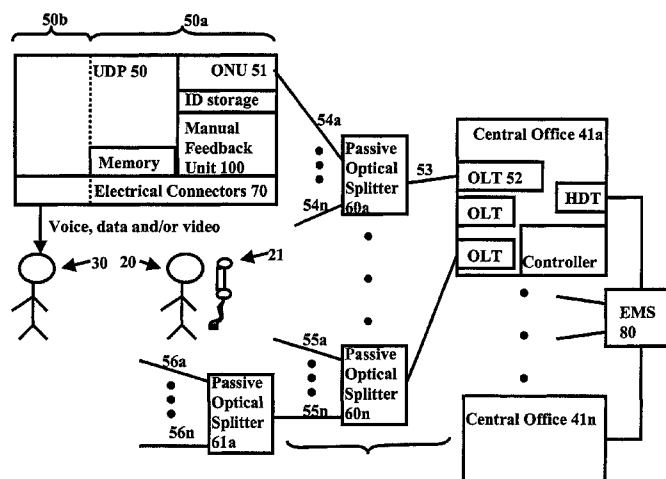 50b
50a
UDP 50
ONU 51
ID storage
Manual
Feedback
Unit 100
Memory
Electrical Connectors 70
Voice, data and/or video
30
20
21
54a
54n
Passive
Optical
Splitter
60a
53
Central Office 41a
OLT 52
HDT
OLT
OLT
Controller
EMS
80
55a
55n
Passive
Optical
Splitter
60n
56a
56n
Passive
Optical
Splitter
61a
Central Office 41n